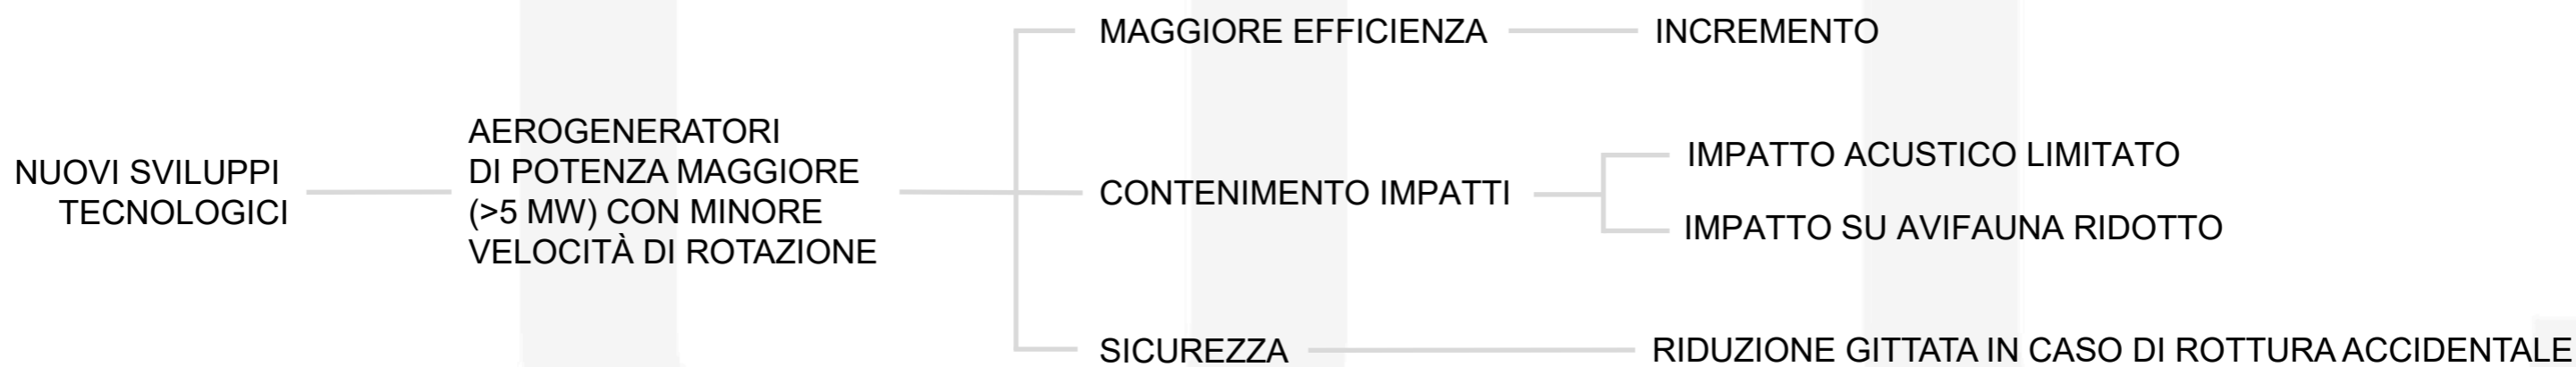 NUOVI SVILUPPI
TECNOLOGICI
AEROGENERATORI
DI POTENZA MAGGIORE
(>5 MW) CON MINORE
VELOCITÀ DI ROTAZIONE
MAGGIORE EFFICIENZA
INCREMENTO
CONTENIMENTO IMPATTI
IMPATTO ACUSTICO LIMITATO
IMPATTO SU AVIFAUNA RIDOTTO
SICUREZZA
RIDUZIONE GITTATA IN CASO DI ROTTURA ACCIDENTALE